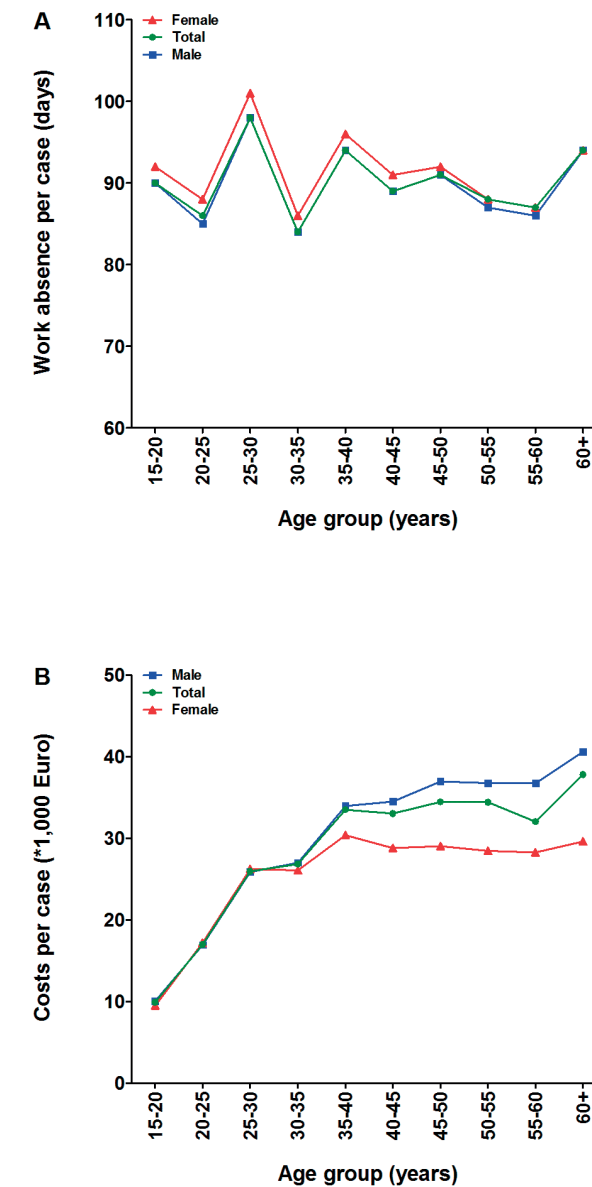 A
Female
Total
Male
110
100
90
80
70
60
Work absence per case (days)
15-20
20-25
25-30
30-35
35-40
40-45
45-50
50-55
55-60
60+
Age group (years)
B
Male
Total
Female
50
40
30
20
10
0
Costs per case (*1,000 Euro)
15-20
20-25
25-30
30-35
35-40
40-45
45-50
50-55
55-60
60+
Age group (years)